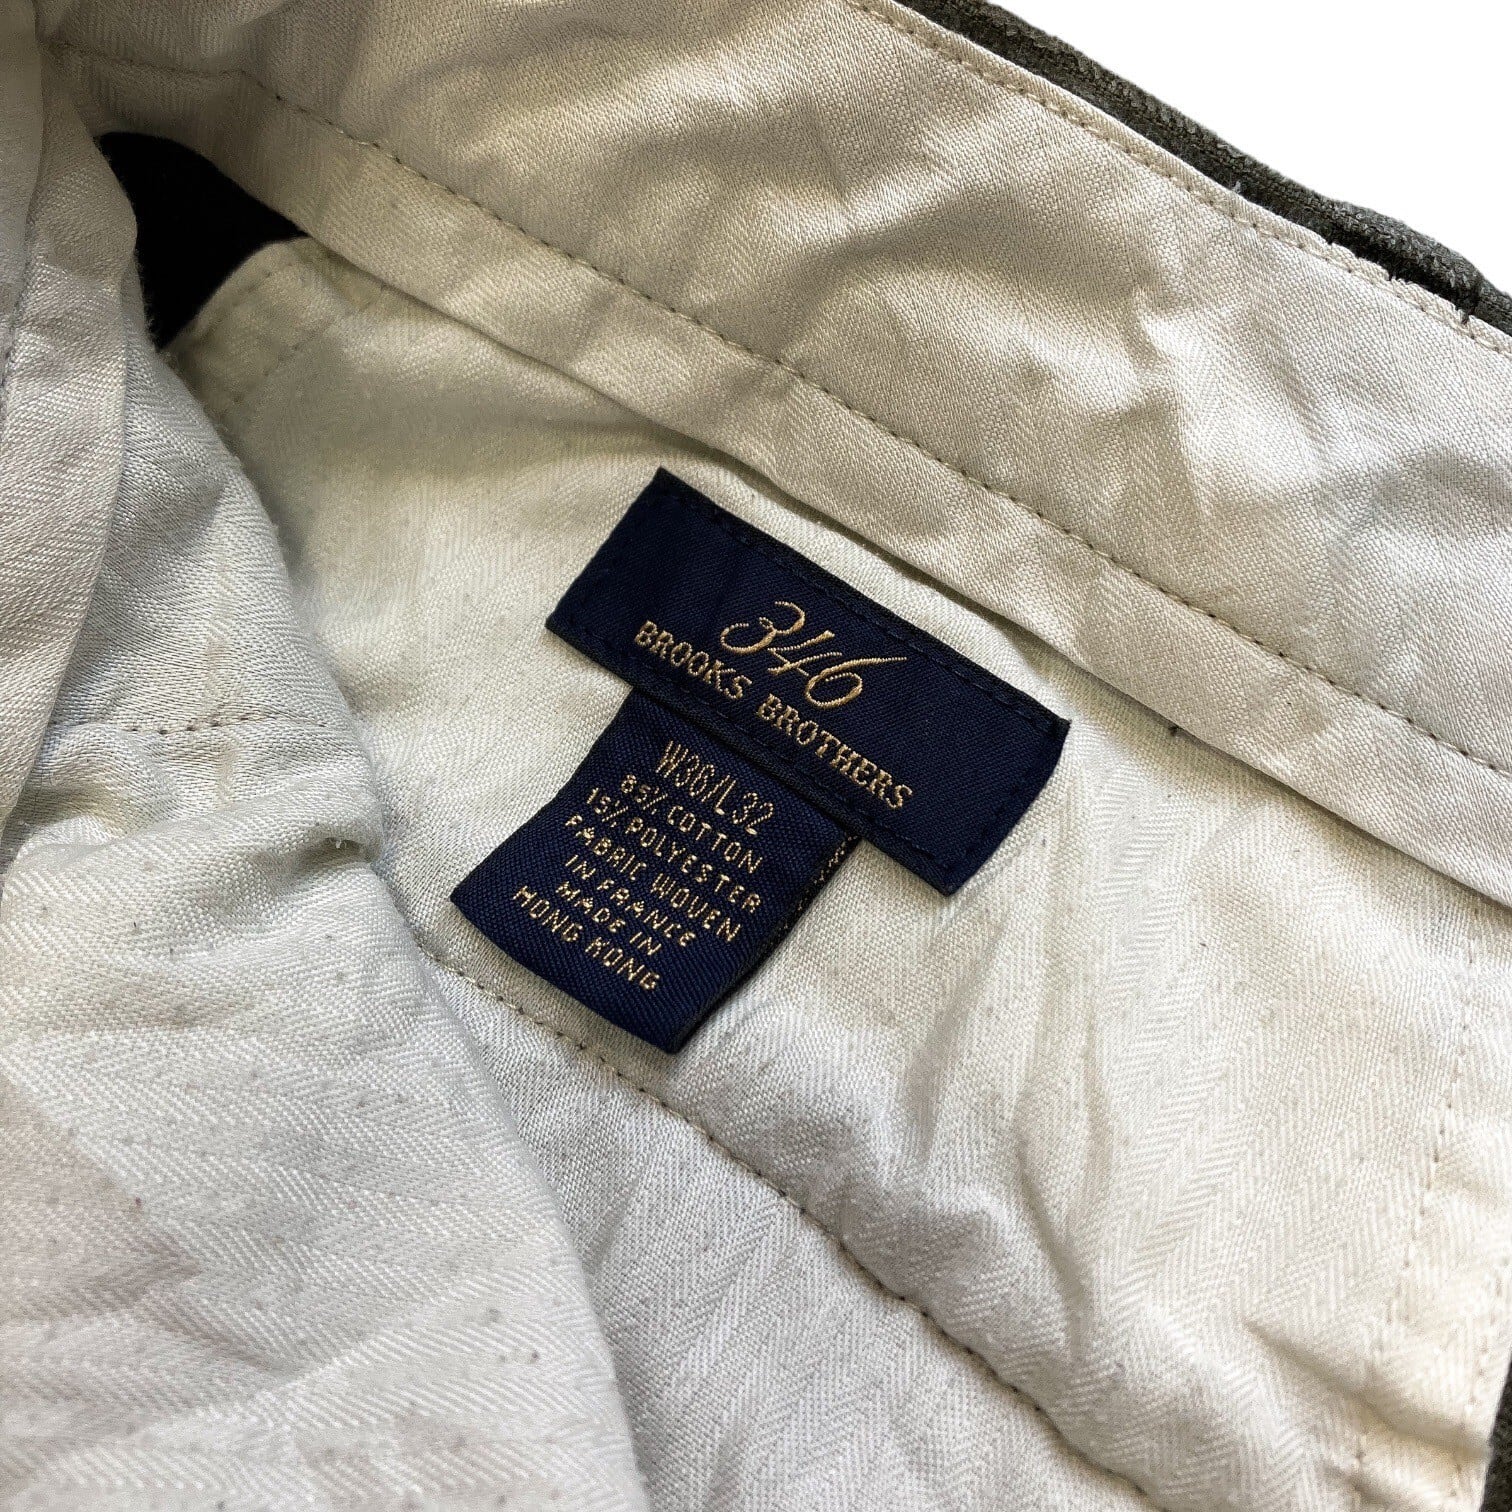 346
BROOKS BROTHERS
W36/L32
85% COTTON
15% POLYESTER
FABRIC WOVEN
IN FRANCE
MADE IN
HONG KONG